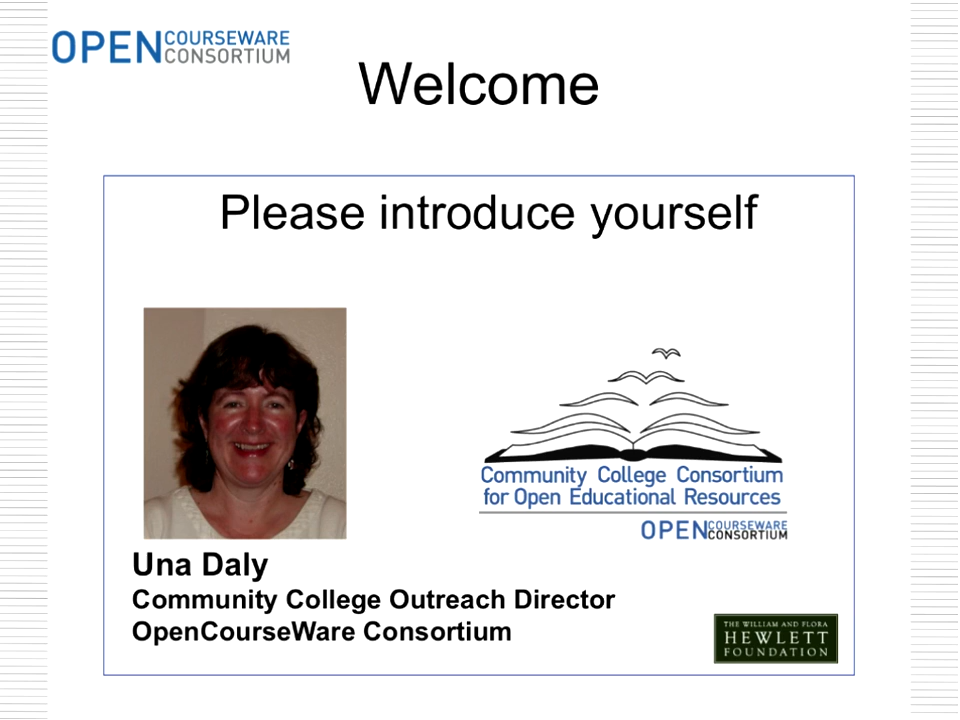 OPEN COURSEWARE CONSORTIUM
Welcome
Please introduce yourself
Community College Consortium
for Open Educational Resources
OPEN COURSEWARE CONSORTIUM
Una Daly
Community College Outreach Director
OpenCourseWare Consortium
THE WILLIAM AND FLORA
HEWLETT
FOUNDATION